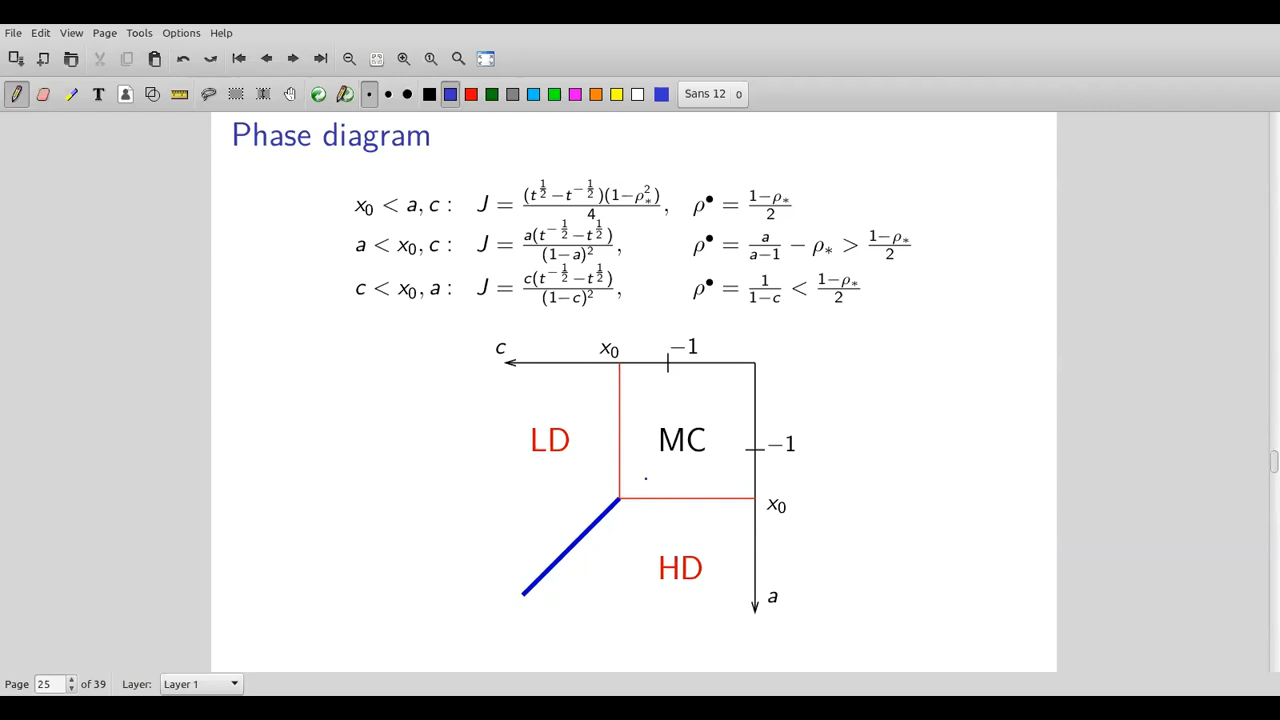 File Edit View Page Tools Options Help
T Sans 12 0
Phase diagram
x₀ < a, c : J = (t^{1/2} − t^{−1/2})(1−ρ∗²)/4, ρ• = (1−ρ∗)/2
a < x₀, c : J = a(t^{−1/2} − t^{1/2})/(1−a)², ρ• = a/(a−1) − ρ∗ > (1−ρ∗)/2
c < x₀, a : J = c(t^{−1/2} − t^{1/2})/(1−c)², ρ• = 1/(1−c) < (1−ρ∗)/2
c x₀ −1
LD MC −1
x₀
HD
a
Page 25 of 39 Layer: Layer 1